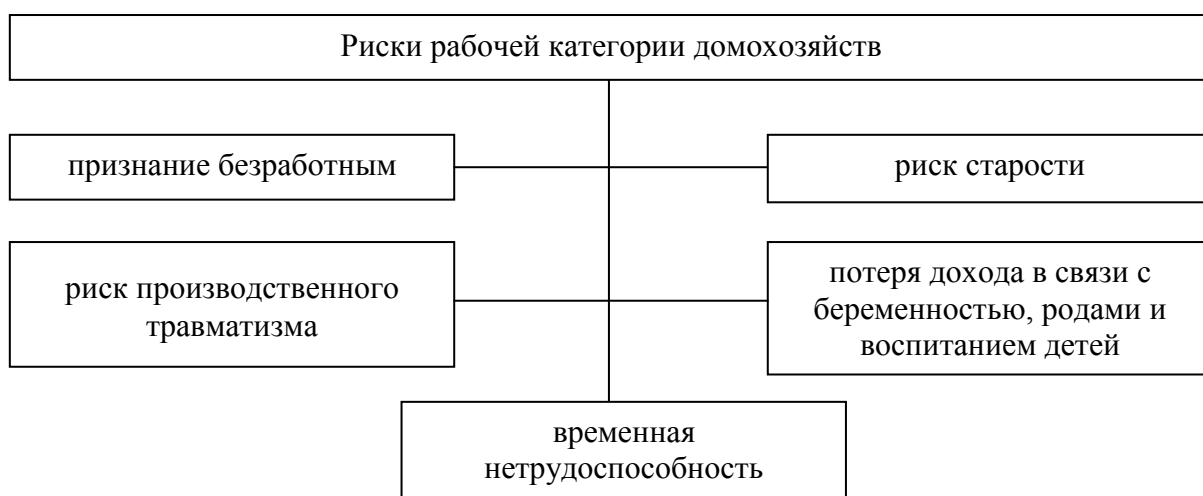 Риски рабочей категории домохозяйств
признание безработным
риск старости
риск производственного
травматизма
потеря дохода в связи с
беременностью, родами и
воспитанием детей
временная
нетрудоспособность